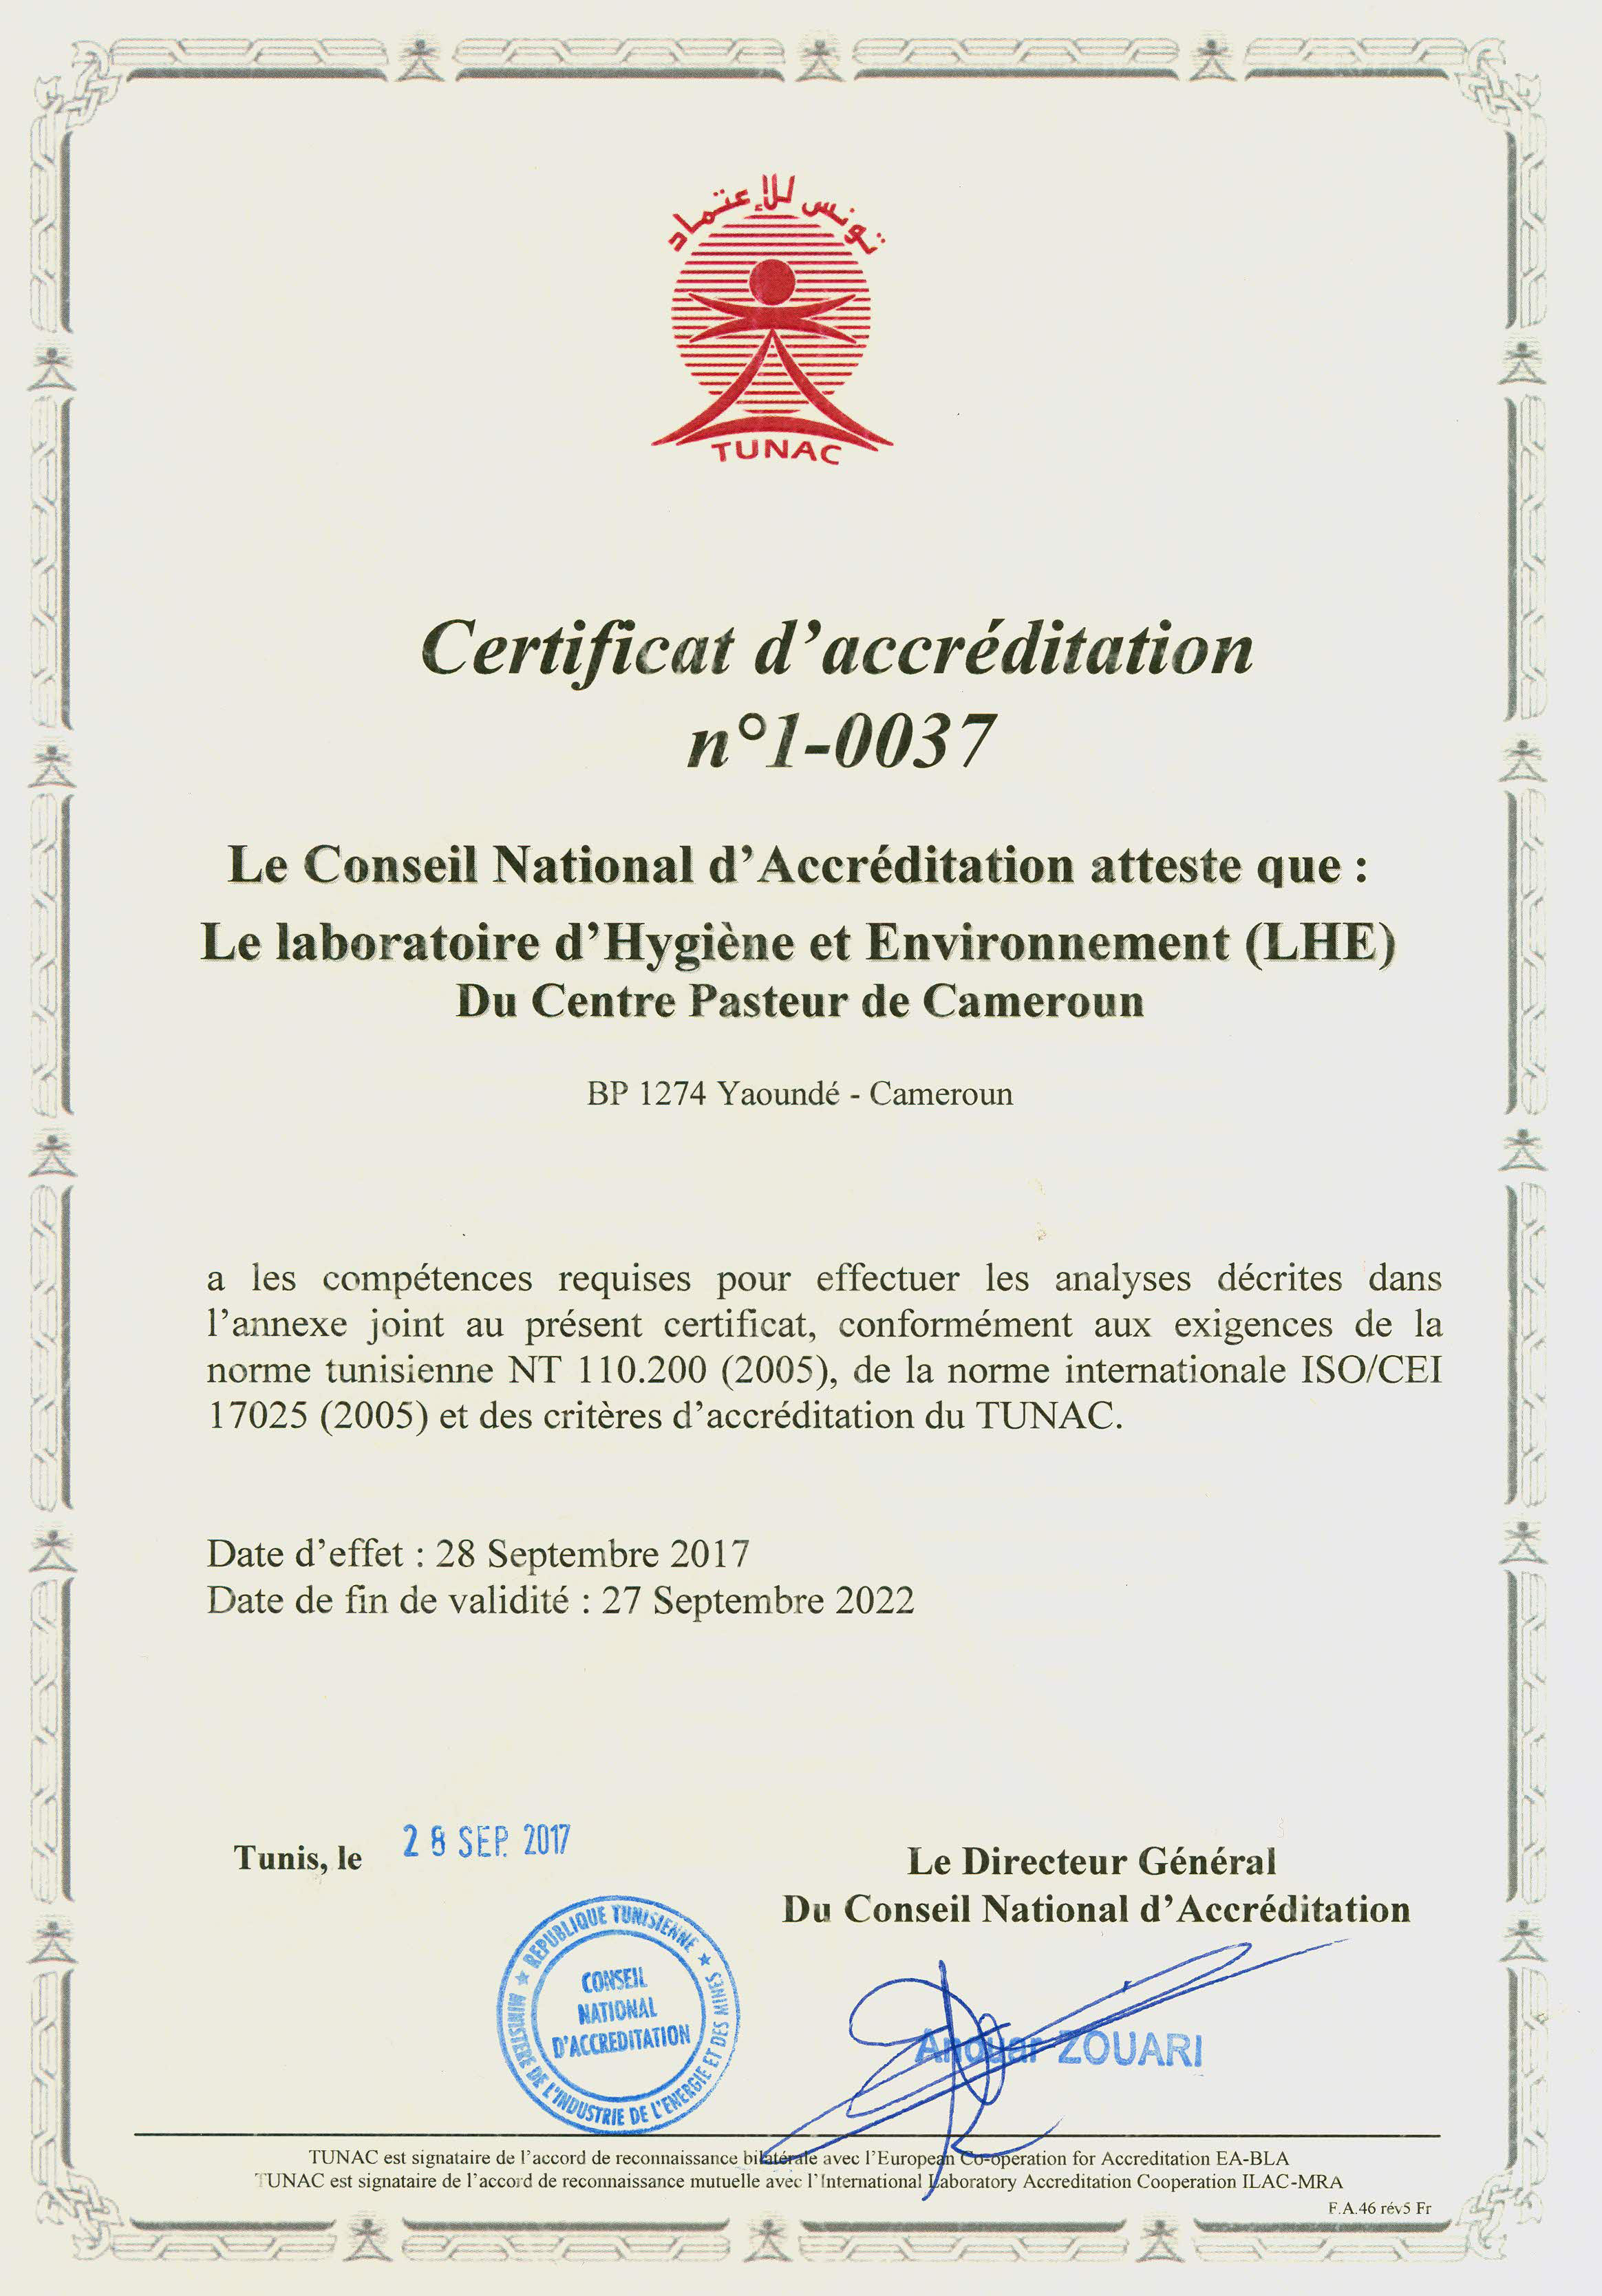 تونس للإعتماد
TUNAC
Certificat d’accréditation
n°1-0037
Le Conseil National d’Accréditation atteste que :
Le laboratoire d’Hygiène et Environnement (LHE)
Du Centre Pasteur de Cameroun
BP 1274 Yaoundé - Cameroun
a les compétences requises pour effectuer les analyses décrites dans
l’annexe joint au présent certificat, conformément aux exigences de la
norme tunisienne NT 110.200 (2005), de la norme internationale ISO/CEI
17025 (2005) et des critères d’accréditation du TUNAC.
Date d’effet : 28 Septembre 2017
Date de fin de validité : 27 Septembre 2022
Tunis, le 28 SEP. 2017
Le Directeur Général
Du Conseil National d’Accréditation
★ REPUBLIQUE TUNISIENNE ★
MINISTERE DE L'INDUSTRIE DE L'ENERGIE ET DES MINES
CONSEIL
NATIONAL
D'ACCREDITATION
Anouar ZOUARI
TUNAC est signataire de l’accord de reconnaissance bilatérale avec l’European Co-operation for Accreditation EA-BLA
TUNAC est signataire de l’accord de reconnaissance mutuelle avec l’International Laboratory Accreditation Cooperation ILAC-MRA
F.A.46 rév5 Fr